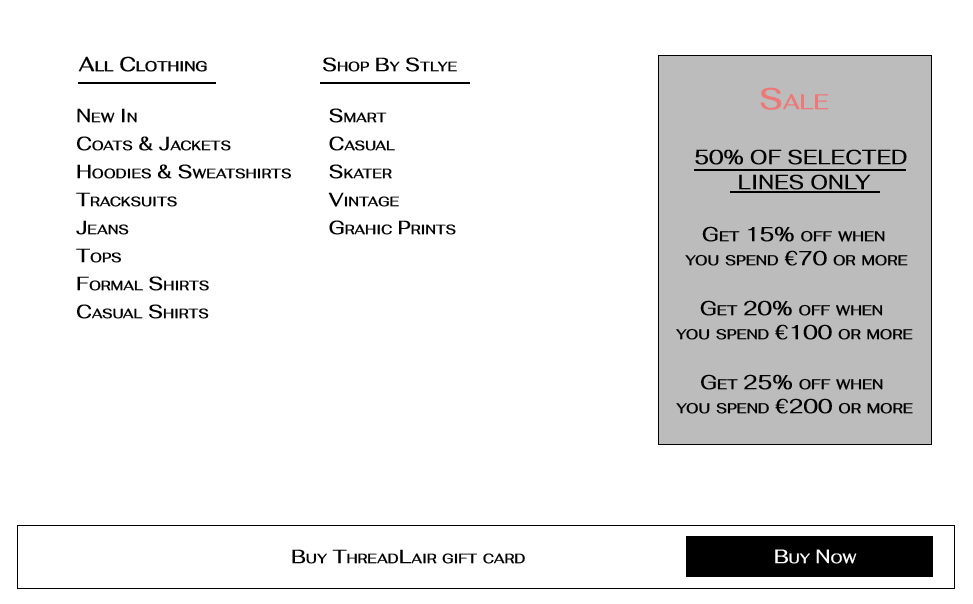 All Clothing
New In
Coats & Jackets
Hoodies & Sweatshirts
Tracksuits
Jeans
Tops
Formal Shirts
Casual Shirts
Shop By Stlye
Smart
Casual
Skater
Vintage
Grahic Prints
Sale
50% OF SELECTED
LINES ONLY
Get 15% off when
you spend €70 or more
Get 20% off when
you spend €100 or more
Get 25% off when
you spend €200 or more
Buy ThreadLair gift card
Buy Now